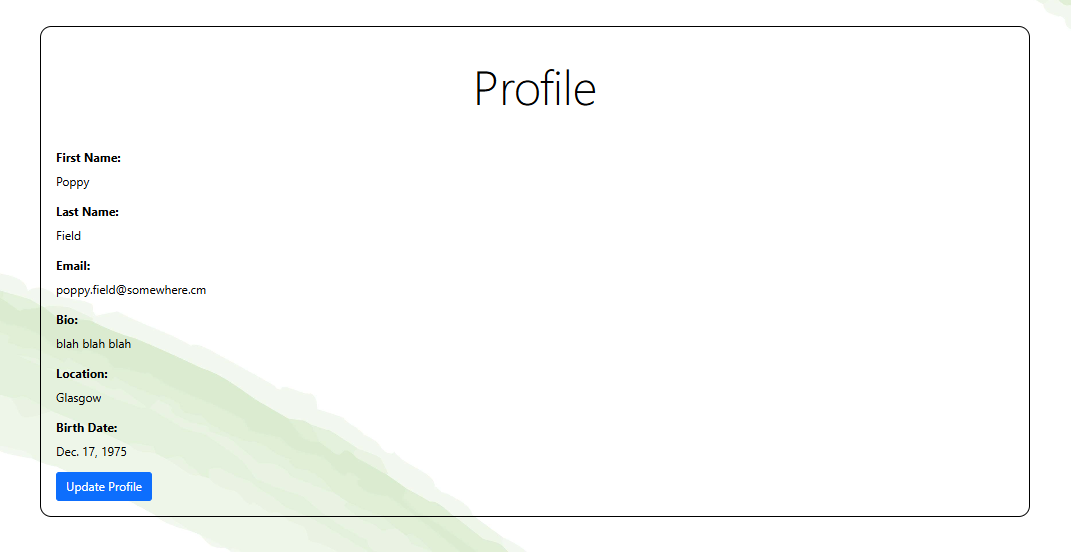 Profile
First Name:
Poppy
Last Name:
Field
Email:
poppy.field@somewhere.cm
Bio:
blah blah blah
Location:
Glasgow
Birth Date:
Dec. 17, 1975
Update Profile